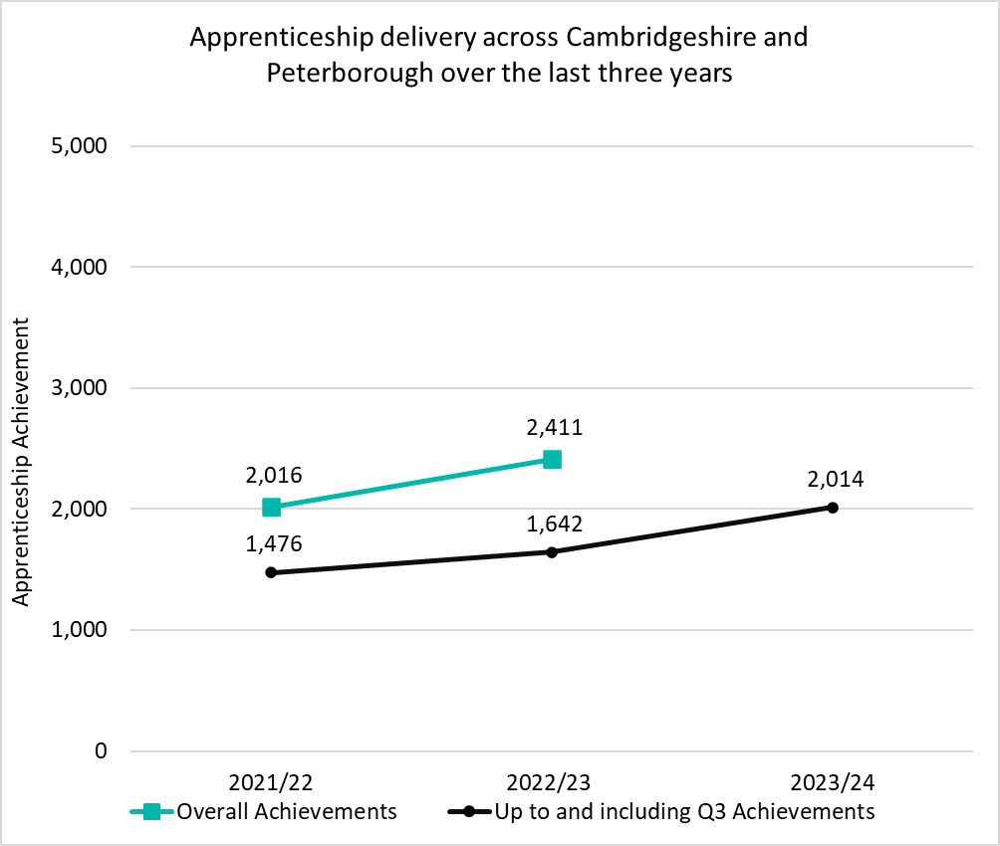 Apprenticeship delivery across Cambridgeshire and
Peterborough over the last three years
Apprenticeship Achievement
5,000
4,000
3,000
2,000
1,000
0
2,016
2,411
1,476
1,642
2,014
2021/22
2022/23
2023/24
Overall Achievements
Up to and including Q3 Achievements